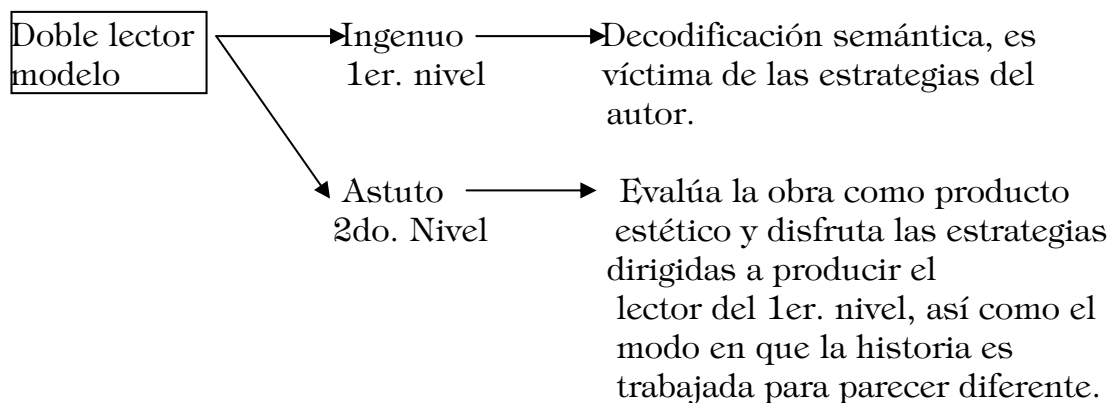 Doble lector
modelo
Ingenuo
1er. nivel
Decodificación semántica, es
víctima de las estrategias del
autor.
Astuto
2do. Nivel
Evalúa la obra como producto
estético y disfruta las estrategias
dirigidas a producir el
lector del 1er. nivel, así como el
modo en que la historia es
trabajada para parecer diferente.